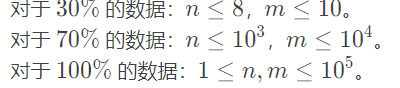 对于 30% 的数据：n ≤ 8，m ≤ 10。
对于 70% 的数据：n ≤ 10³，m ≤ 10⁴。
对于 100% 的数据：1 ≤ n, m ≤ 10⁵。